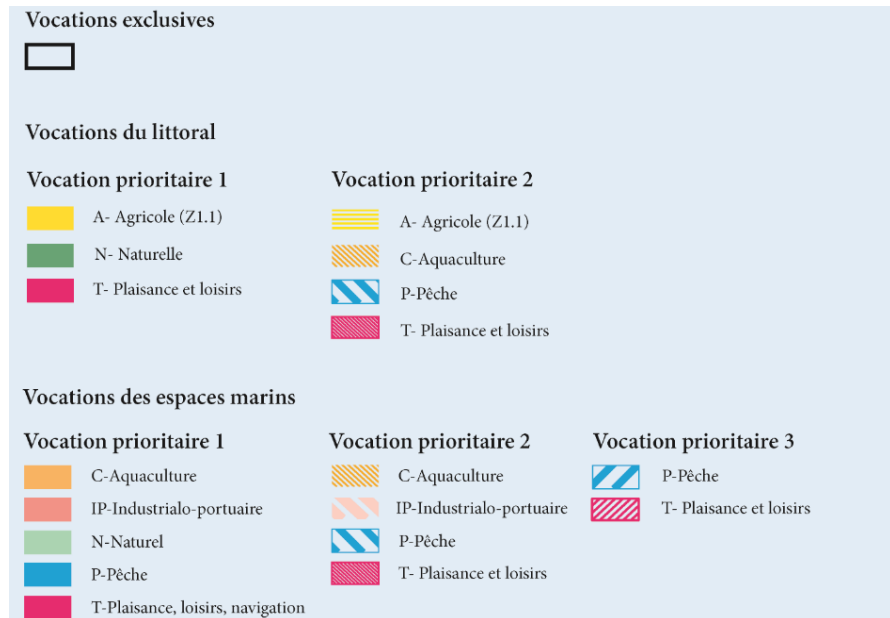 Vocations exclusives
Vocations du littoral
Vocation prioritaire 1
A- Agricole (Z1.1)
N- Naturelle
T- Plaisance et loisirs
Vocation prioritaire 2
A- Agricole (Z1.1)
C-Aquaculture
P-Pêche
T- Plaisance et loisirs
Vocations des espaces marins
Vocation prioritaire 1
C-Aquaculture
IP-Industrialo-portuaire
N-Naturel
P-Pêche
T-Plaisance, loisirs, navigation
Vocation prioritaire 2
C-Aquaculture
IP-Industrialo-portuaire
P-Pêche
T- Plaisance et loisirs
Vocation prioritaire 3
P-Pêche
T- Plaisance et loisirs